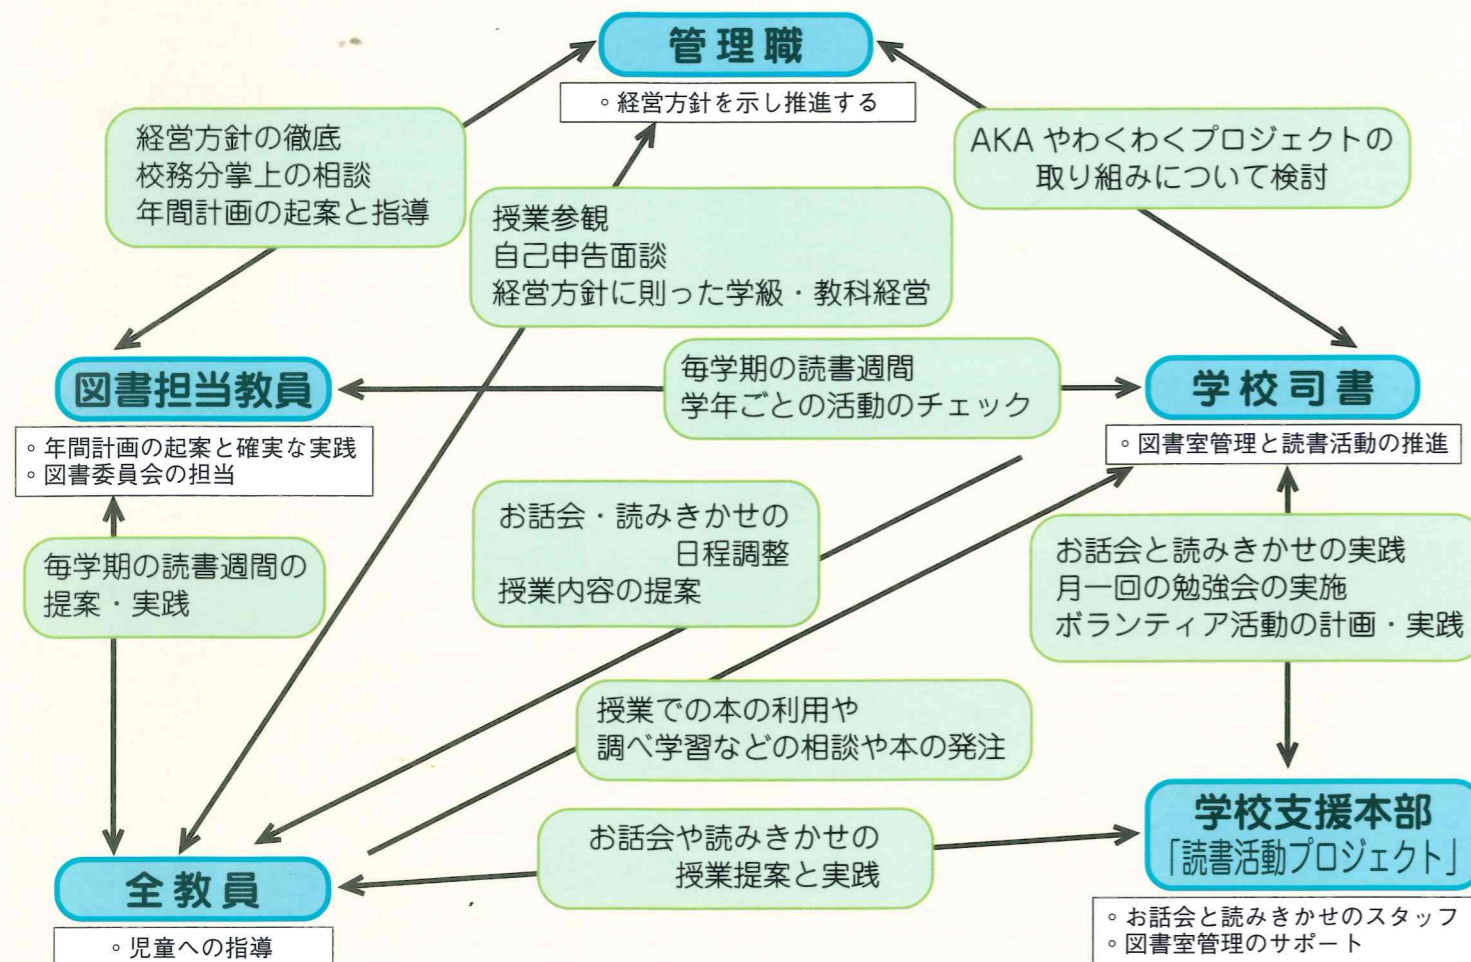 管理職
◦経営方針を示し推進する
経営方針の徹底
校務分掌上の相談
年間計画の起案と指導
AKAやわくわくプロジェクトの
取り組みについて検討
授業参観
自己申告面談
経営方針に則った学級・教科経営
図書担当教員
◦年間計画の起案と確実な実践
◦図書委員会の担当
毎学期の読書週間
学年ごとの活動のチェック
学校司書
◦図書室管理と読書活動の推進
お話会・読みきかせの
日程調整
授業内容の提案
毎学期の読書週間の
提案・実践
お話会と読みきかせの実践
月一回の勉強会の実施
ボランティア活動の計画・実践
授業での本の利用や
調べ学習などの相談や本の発注
お話会や読みきかせの
授業提案と実践
学校支援本部
「読書活動プロジェクト」
◦お話会と読みきかせのスタッフ
◦図書室管理のサポート
全教員
◦児童への指導